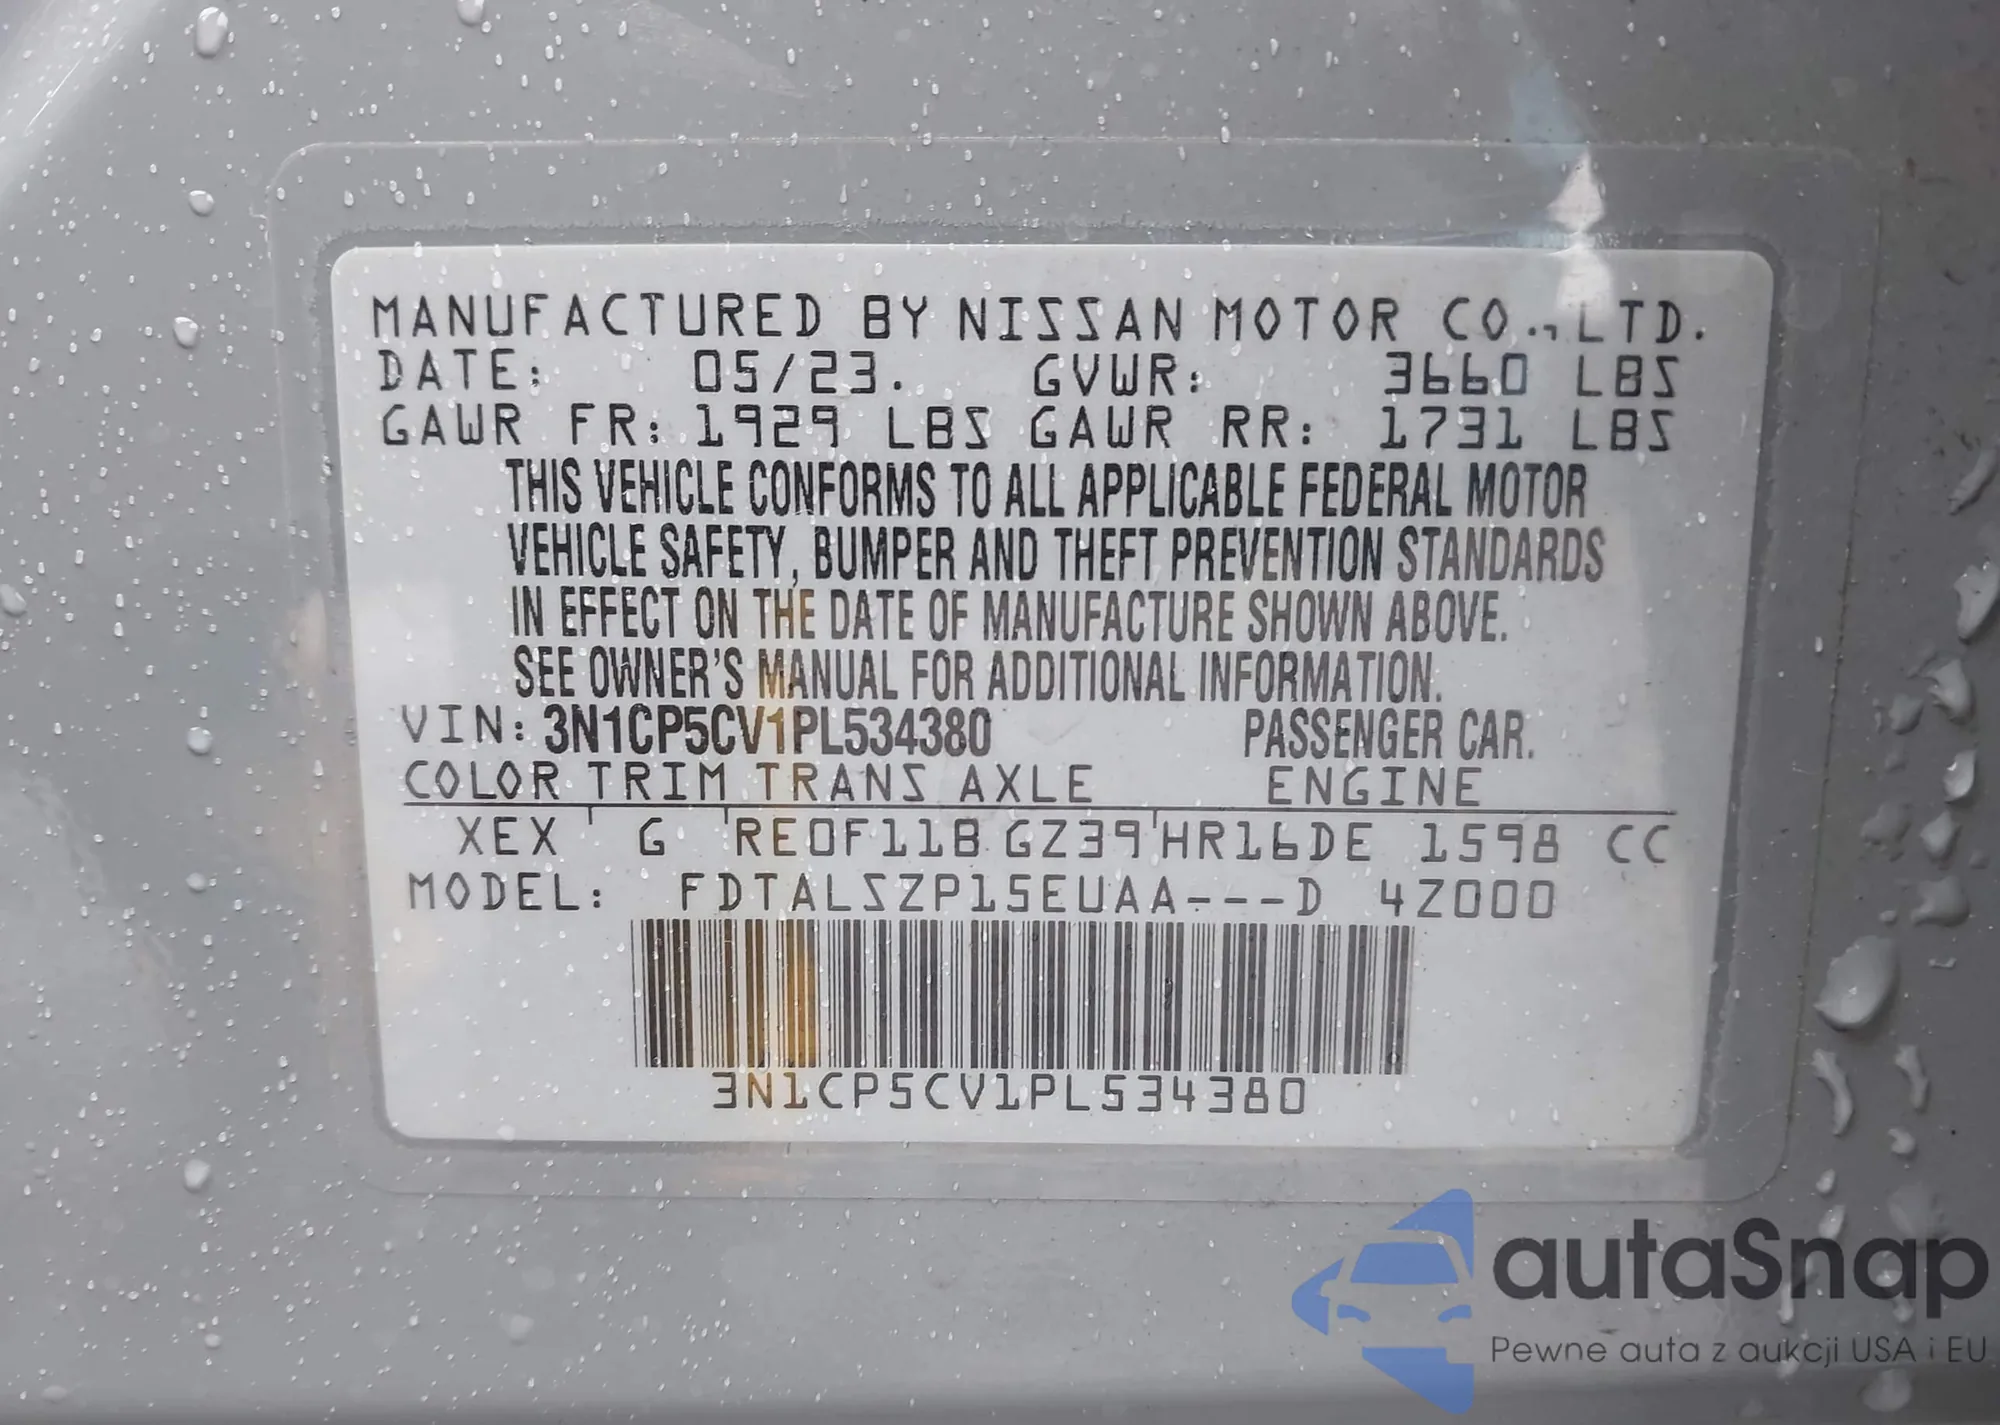 MANUFACTURED BY NISSAN MOTOR CO., LTD.
DATE: 05/23. GVWR: 3660 LBS
GAWR FR: 1929 LBS GAWR RR: 1731 LBS
THIS VEHICLE CONFORMS TO ALL APPLICABLE FEDERAL MOTOR
VEHICLE SAFETY, BUMPER AND THEFT PREVENTION STANDARDS
IN EFFECT ON THE DATE OF MANUFACTURE SHOWN ABOVE.
SEE OWNER'S MANUAL FOR ADDITIONAL INFORMATION.
VIN: 3N1CP5CV1PL534380 PASSENGER CAR.
COLOR TRIM TRANS AXLE ENGINE
XEX G RE0F11B GZ39 HR16DE 1598 CC
MODEL: FDTALSZP15EUAA---D 4Z000
3N1CP5CV1PL534380
autaSnap
Pewne auta z aukcji USA i EU